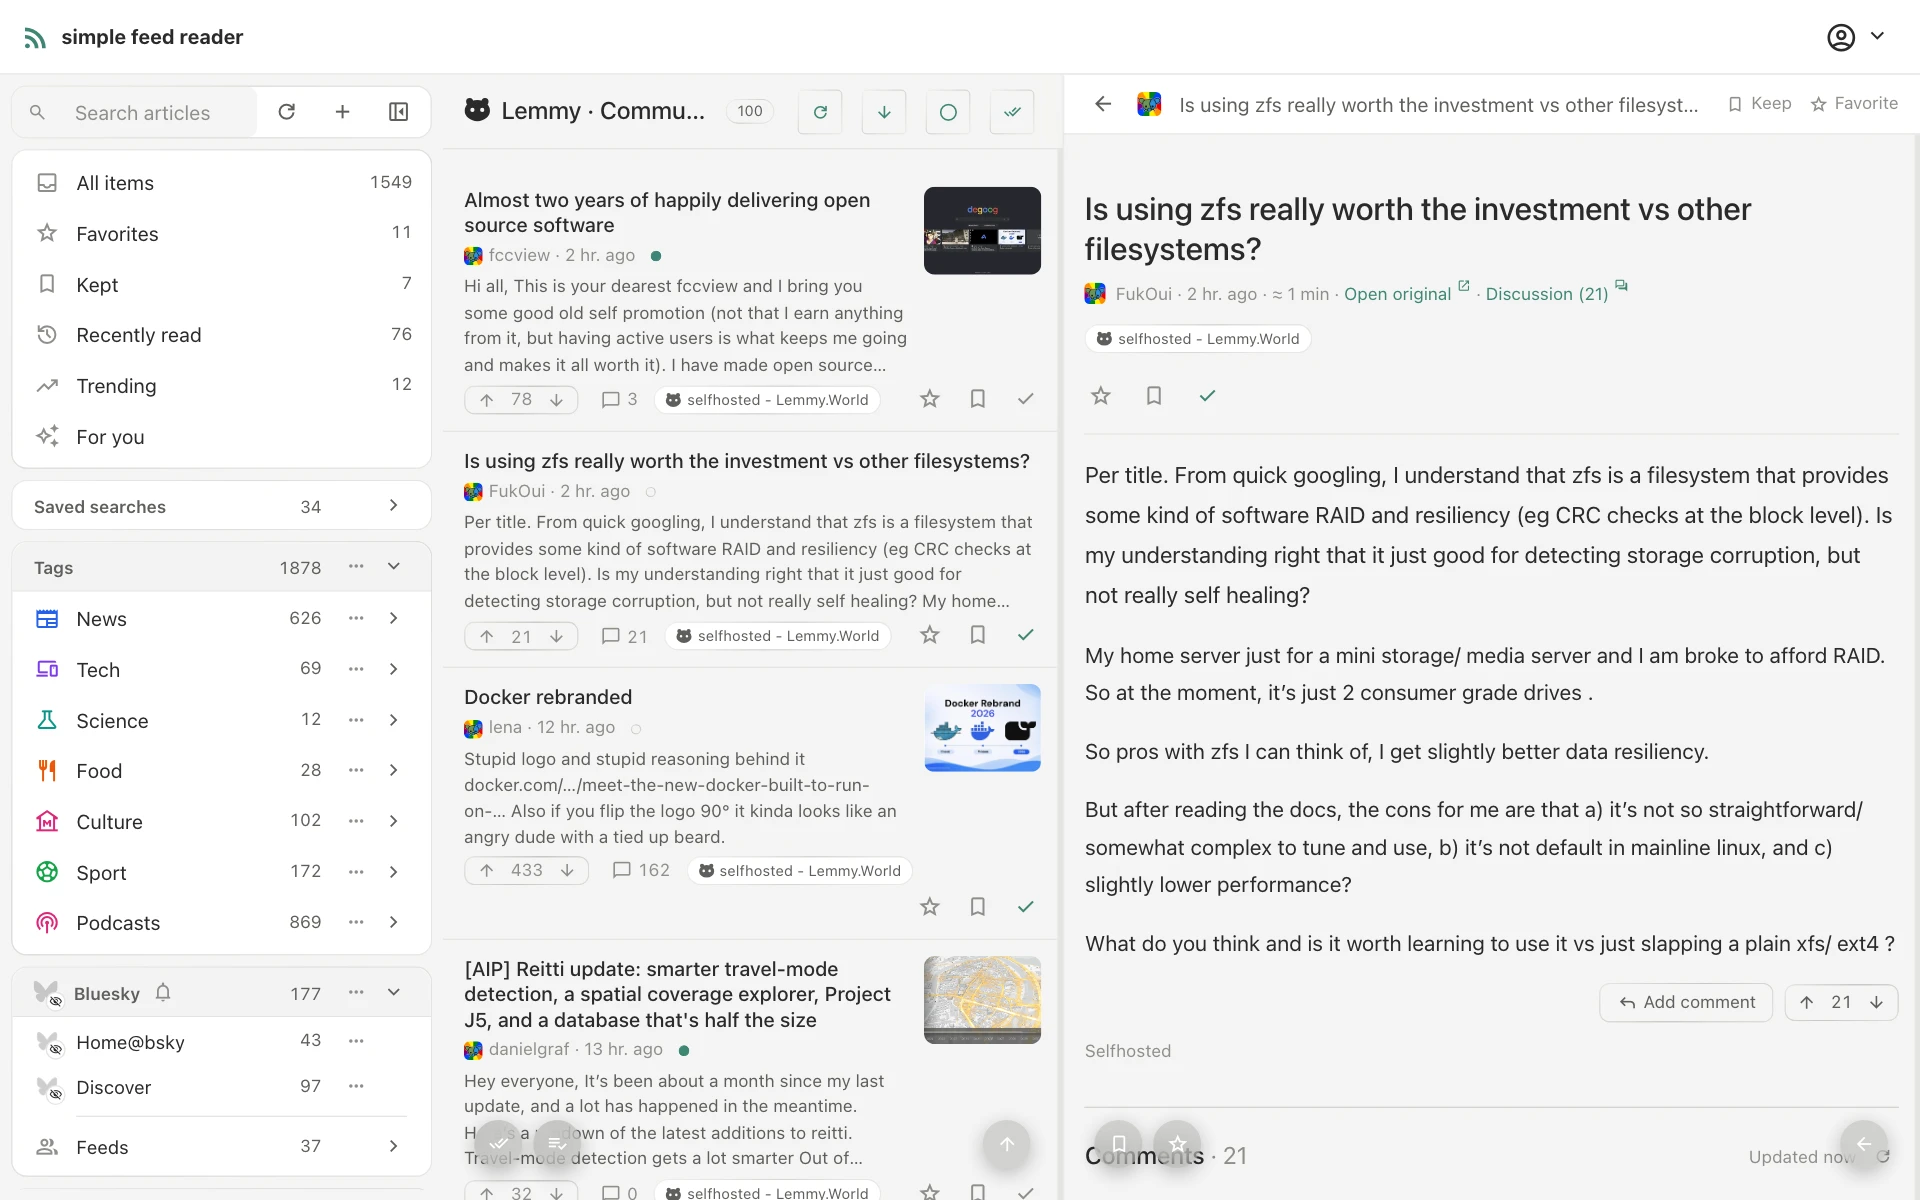 simple feed reader
Search articles
All items 1549
Favorites 11
Kept 7
Recently read 76
Trending 12
For you
Saved searches 34
Tags 1878
News 626
Tech 69
Science 12
Food 28
Culture 102
Sport 172
Podcasts 869
Bluesky 177
Home@bsky 43
Discover 97
Feeds 37
Lemmy · Commu... 100
Almost two years of happily delivering open
source software
fccview · 2 hr. ago
Hi all, This is your dearest fccview and I bring you
some good old self promotion (not that I earn anything
from it, but having active users is what keeps me going
and makes it all worth it). I have made open source...
78 3 selfhosted - Lemmy.World
degoog
Is using zfs really worth the investment vs other filesystems?
FukOui · 2 hr. ago
Per title. From quick googling, I understand that zfs is a filesystem that
provides some kind of software RAID and resiliency (eg CRC checks at
the block level). Is my understanding right that it just good for
detecting storage corruption, but not really self healing? My home...
21 21 selfhosted - Lemmy.World
Docker rebranded
lena · 12 hr. ago
Stupid logo and stupid reasoning behind it
docker.com/.../meet-the-new-docker-built-to-run-
on-... Also if you flip the logo 90° it kinda looks like an
angry dude with a tied up beard.
433 162 selfhosted - Lemmy.World
Docker Rebrand
2026
[AIP] Reitti update: smarter travel-mode
detection, a spatial coverage explorer, Project
J5, and a database that's half the size
danielgraf · 13 hr. ago
Hey everyone, It’s been about a month since my last
update, and a lot has happened in the meantime.
a down of the latest additions to reitti.
Travel-mode detection gets a lot smarter Out of...
32 0 selfhosted - Lemmy.World
Is using zfs really worth the investment vs other filesyst... Keep Favorite
Is using zfs really worth the investment vs other
filesystems?
FukOui · 2 hr. ago · ≈ 1 min · Open original · Discussion (21)
selfhosted - Lemmy.World
Per title. From quick googling, I understand that zfs is a filesystem that provides
some kind of software RAID and resiliency (eg CRC checks at the block level). Is
my understanding right that it just good for detecting storage corruption, but
not really self healing?
My home server just for a mini storage/ media server and I am broke to afford RAID.
So at the moment, it’s just 2 consumer grade drives .
So pros with zfs I can think of, I get slightly better data resiliency.
But after reading the docs, the cons for me are that a) it’s not so straightforward/
somewhat complex to tune and use, b) it’s not default in mainline linux, and c)
slightly lower performance?
What do you think and is it worth learning to use it vs just slapping a plain xfs/ ext4 ?
Add comment 21
Selfhosted
Comments · 21 Updated now